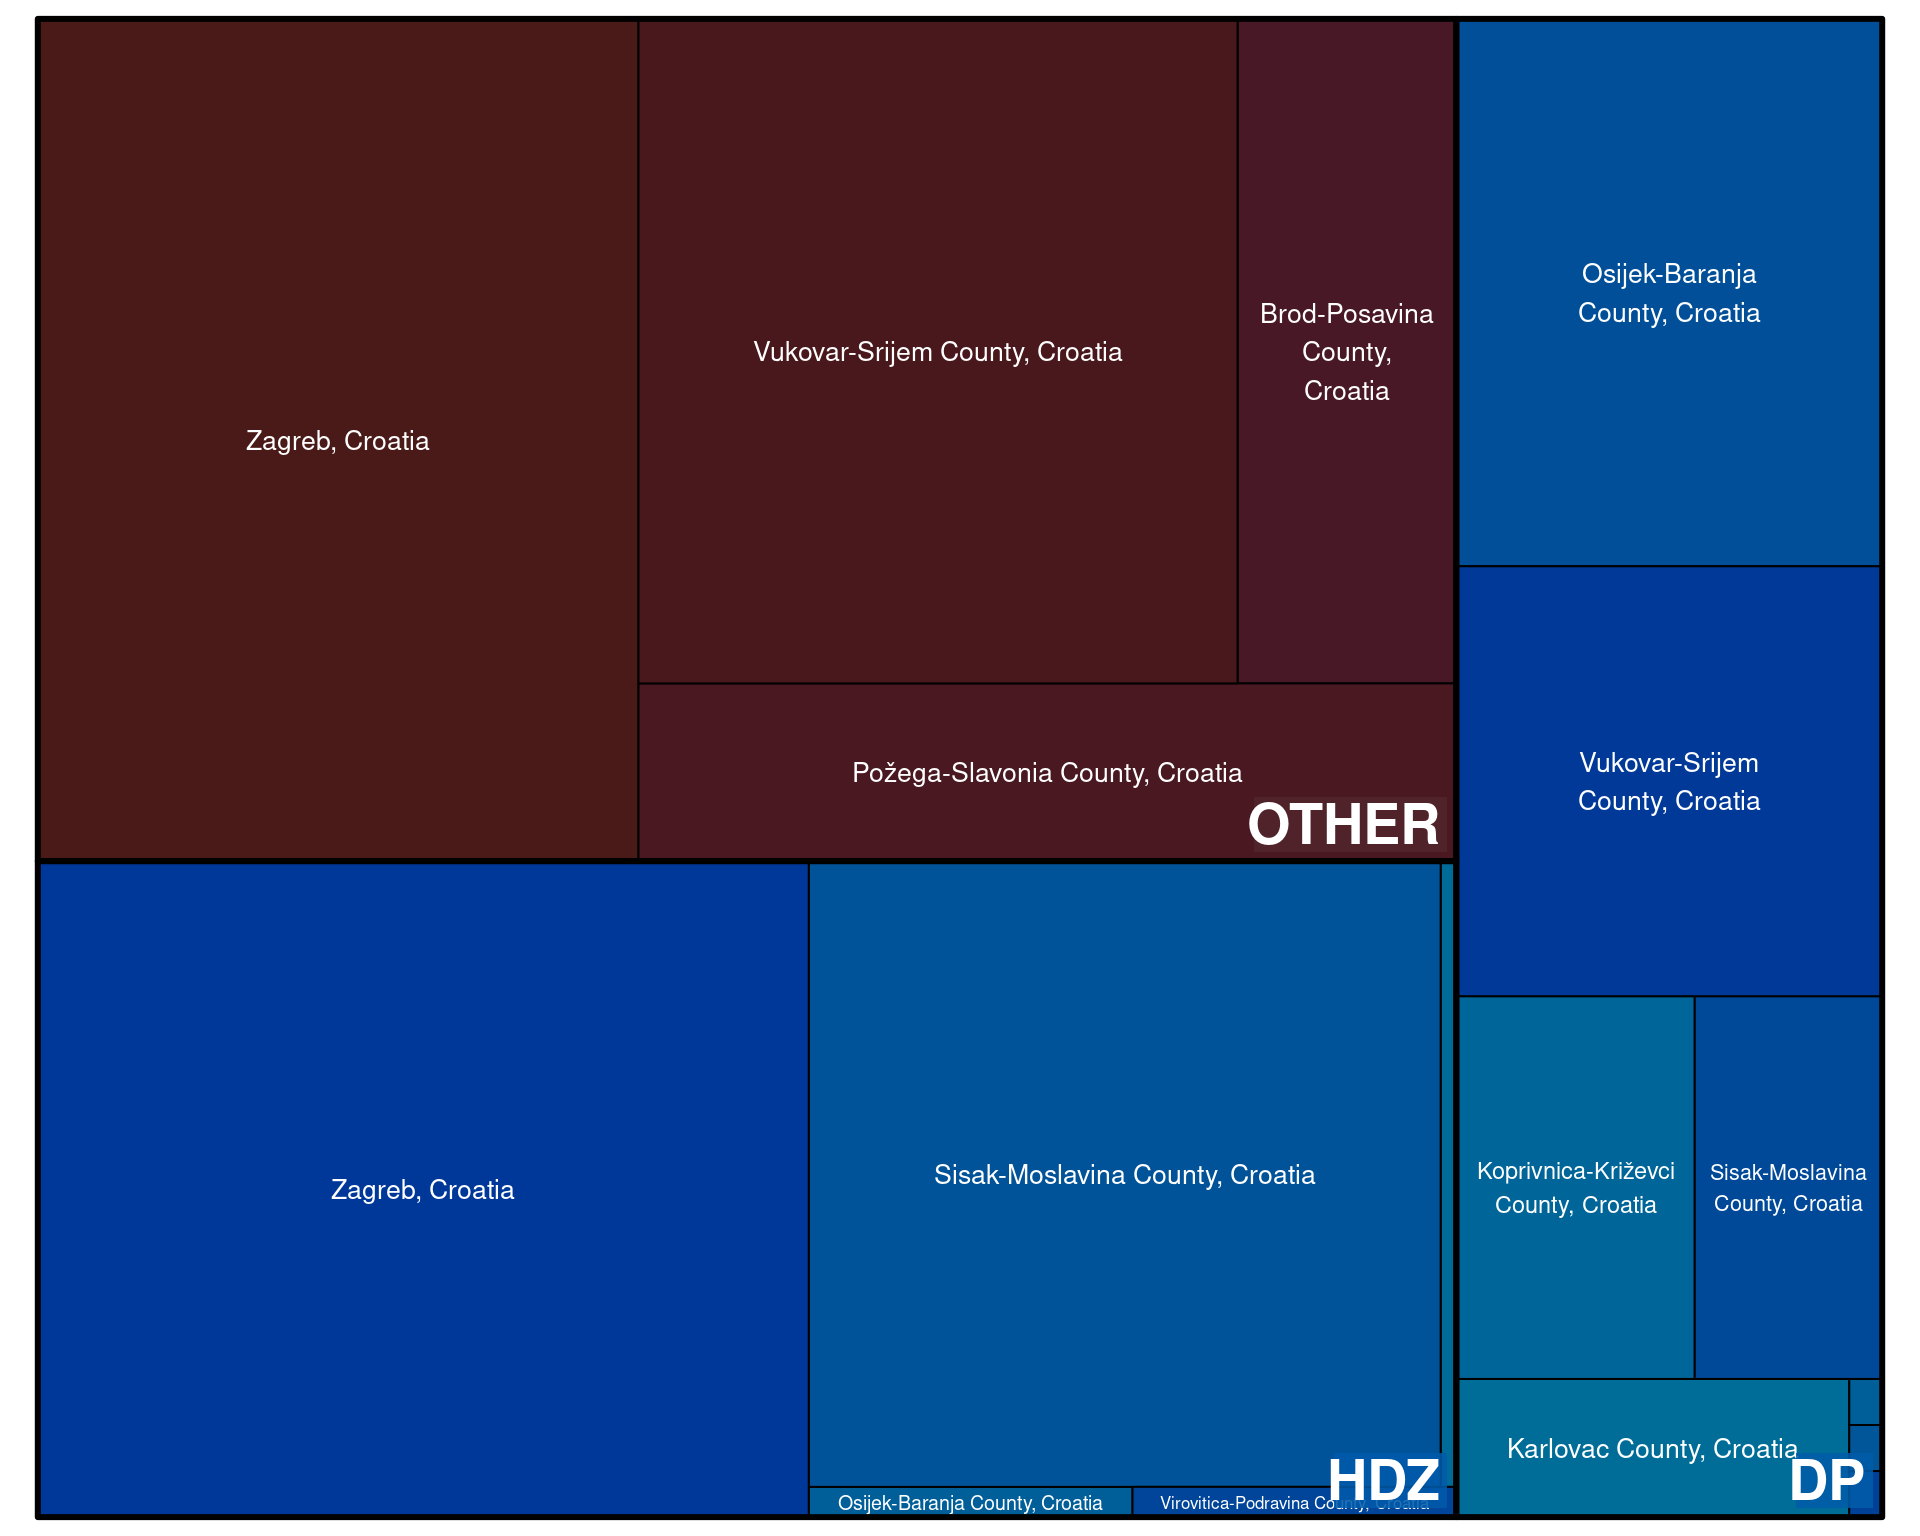 Zagreb, Croatia
Vukovar-Srijem County, Croatia
Brod-Posavina
County,
Croatia
Požega-Slavonia County, Croatia
OTHER
Osijek-Baranja
County, Croatia
Vukovar-Srijem
County, Croatia
Zagreb, Croatia
Sisak-Moslavina County, Croatia
Osijek-Baranja County, Croatia
Virovitica-Podravina County, Croatia
HDZ
Koprivnica-Križevci
County, Croatia
Sisak-Moslavina
County, Croatia
Karlovac County, Croatia
DP